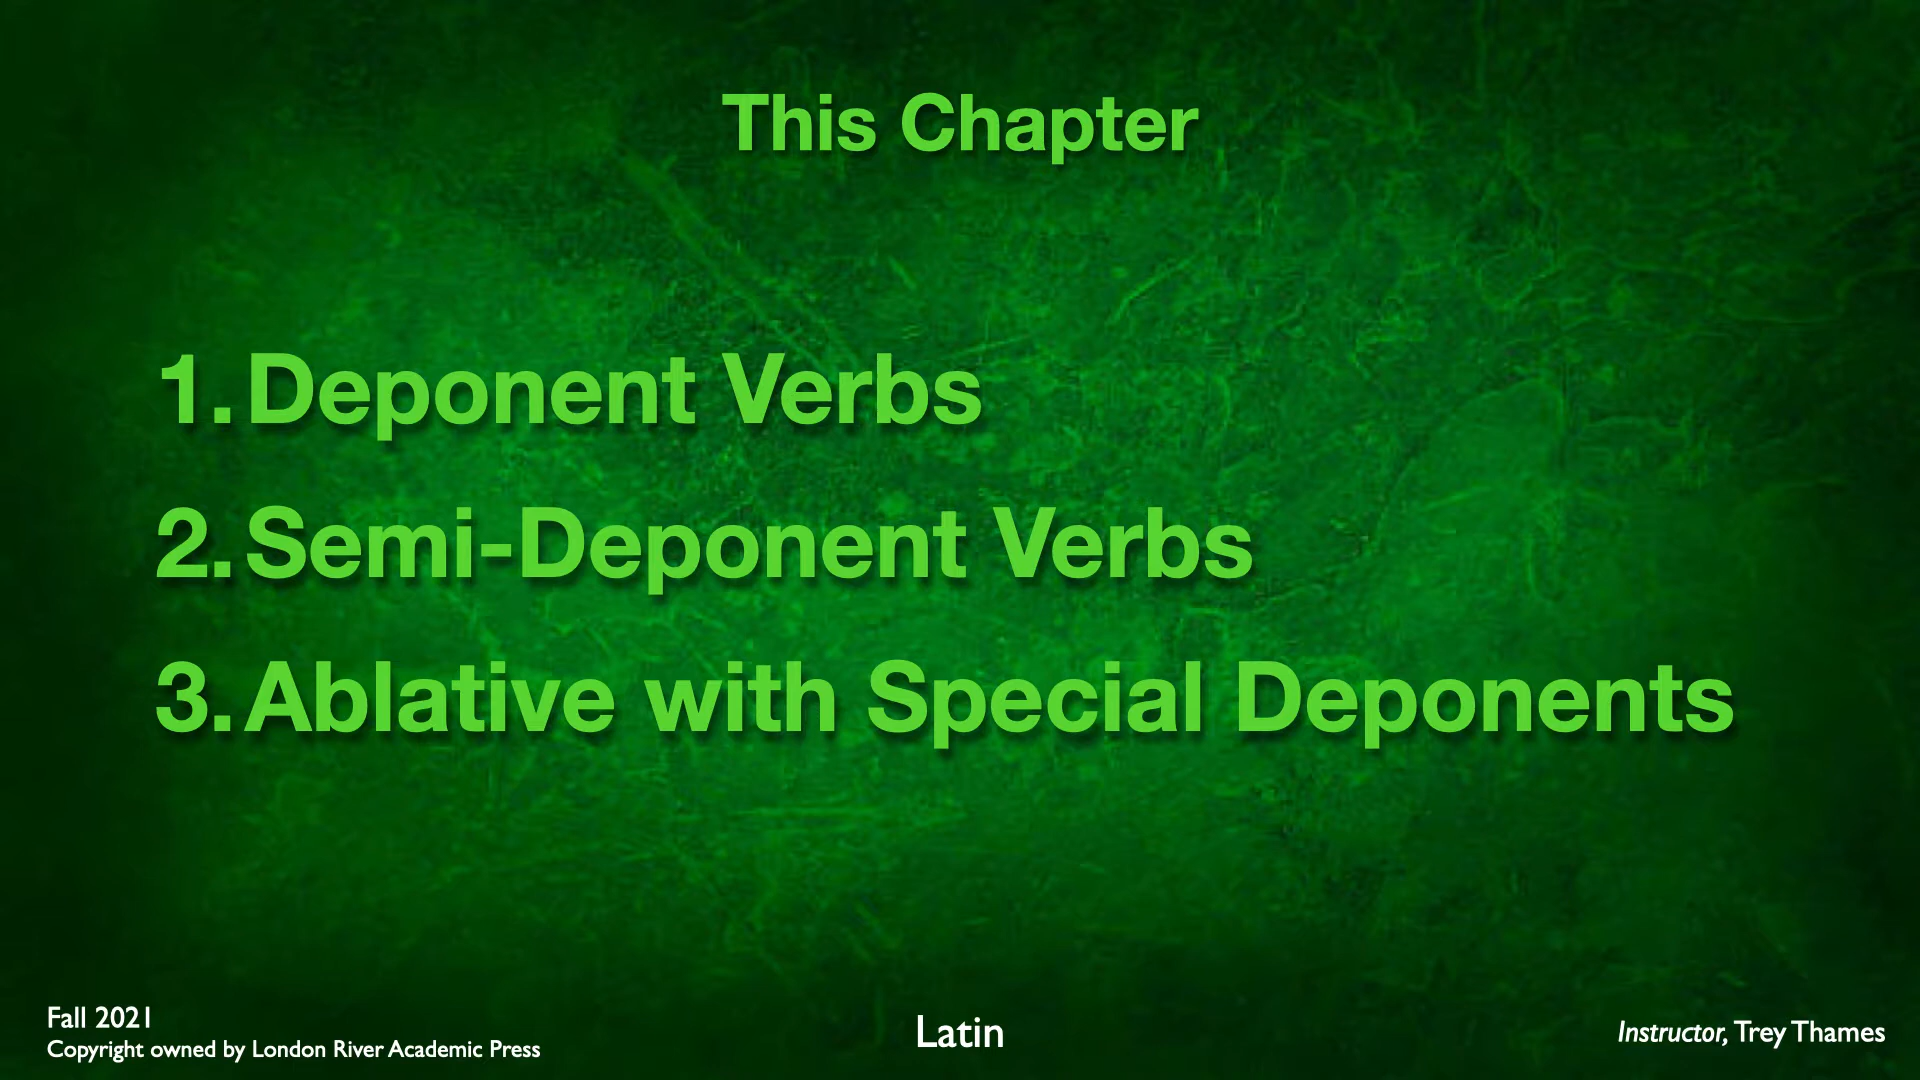 This Chapter
1. Deponent Verbs
2. Semi-Deponent Verbs
3. Ablative with Special Deponents
Fall 2021
Copyright owned by London River Academic Press
Latin
Instructor, Trey Thames